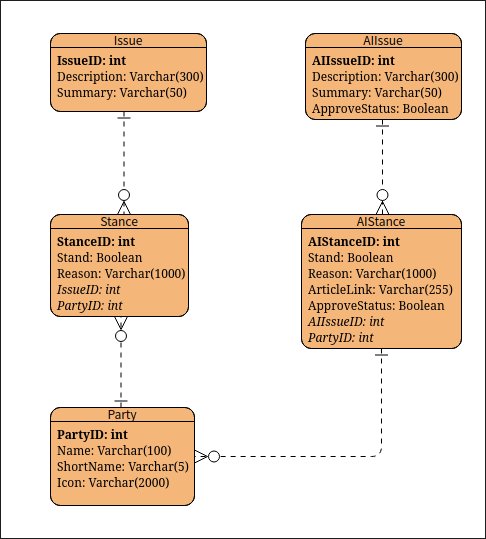 Issue
IssueID: int
Description: Varchar(300)
Summary: Varchar(50)
AIIssue
AIIssueID: int
Description: Varchar(300)
Summary: Varchar(50)
ApproveStatus: Boolean
Stance
StanceID: int
Stand: Boolean
Reason: Varchar(1000)
IssueID: int
PartyID: int
AIStance
AIStanceID: int
Stand: Boolean
Reason: Varchar(1000)
ArticleLink: Varchar(255)
ApproveStatus: Boolean
AIIssueID: int
PartyID: int
Party
PartyID: int
Name: Varchar(100)
ShortName: Varchar(5)
Icon: Varchar(2000)